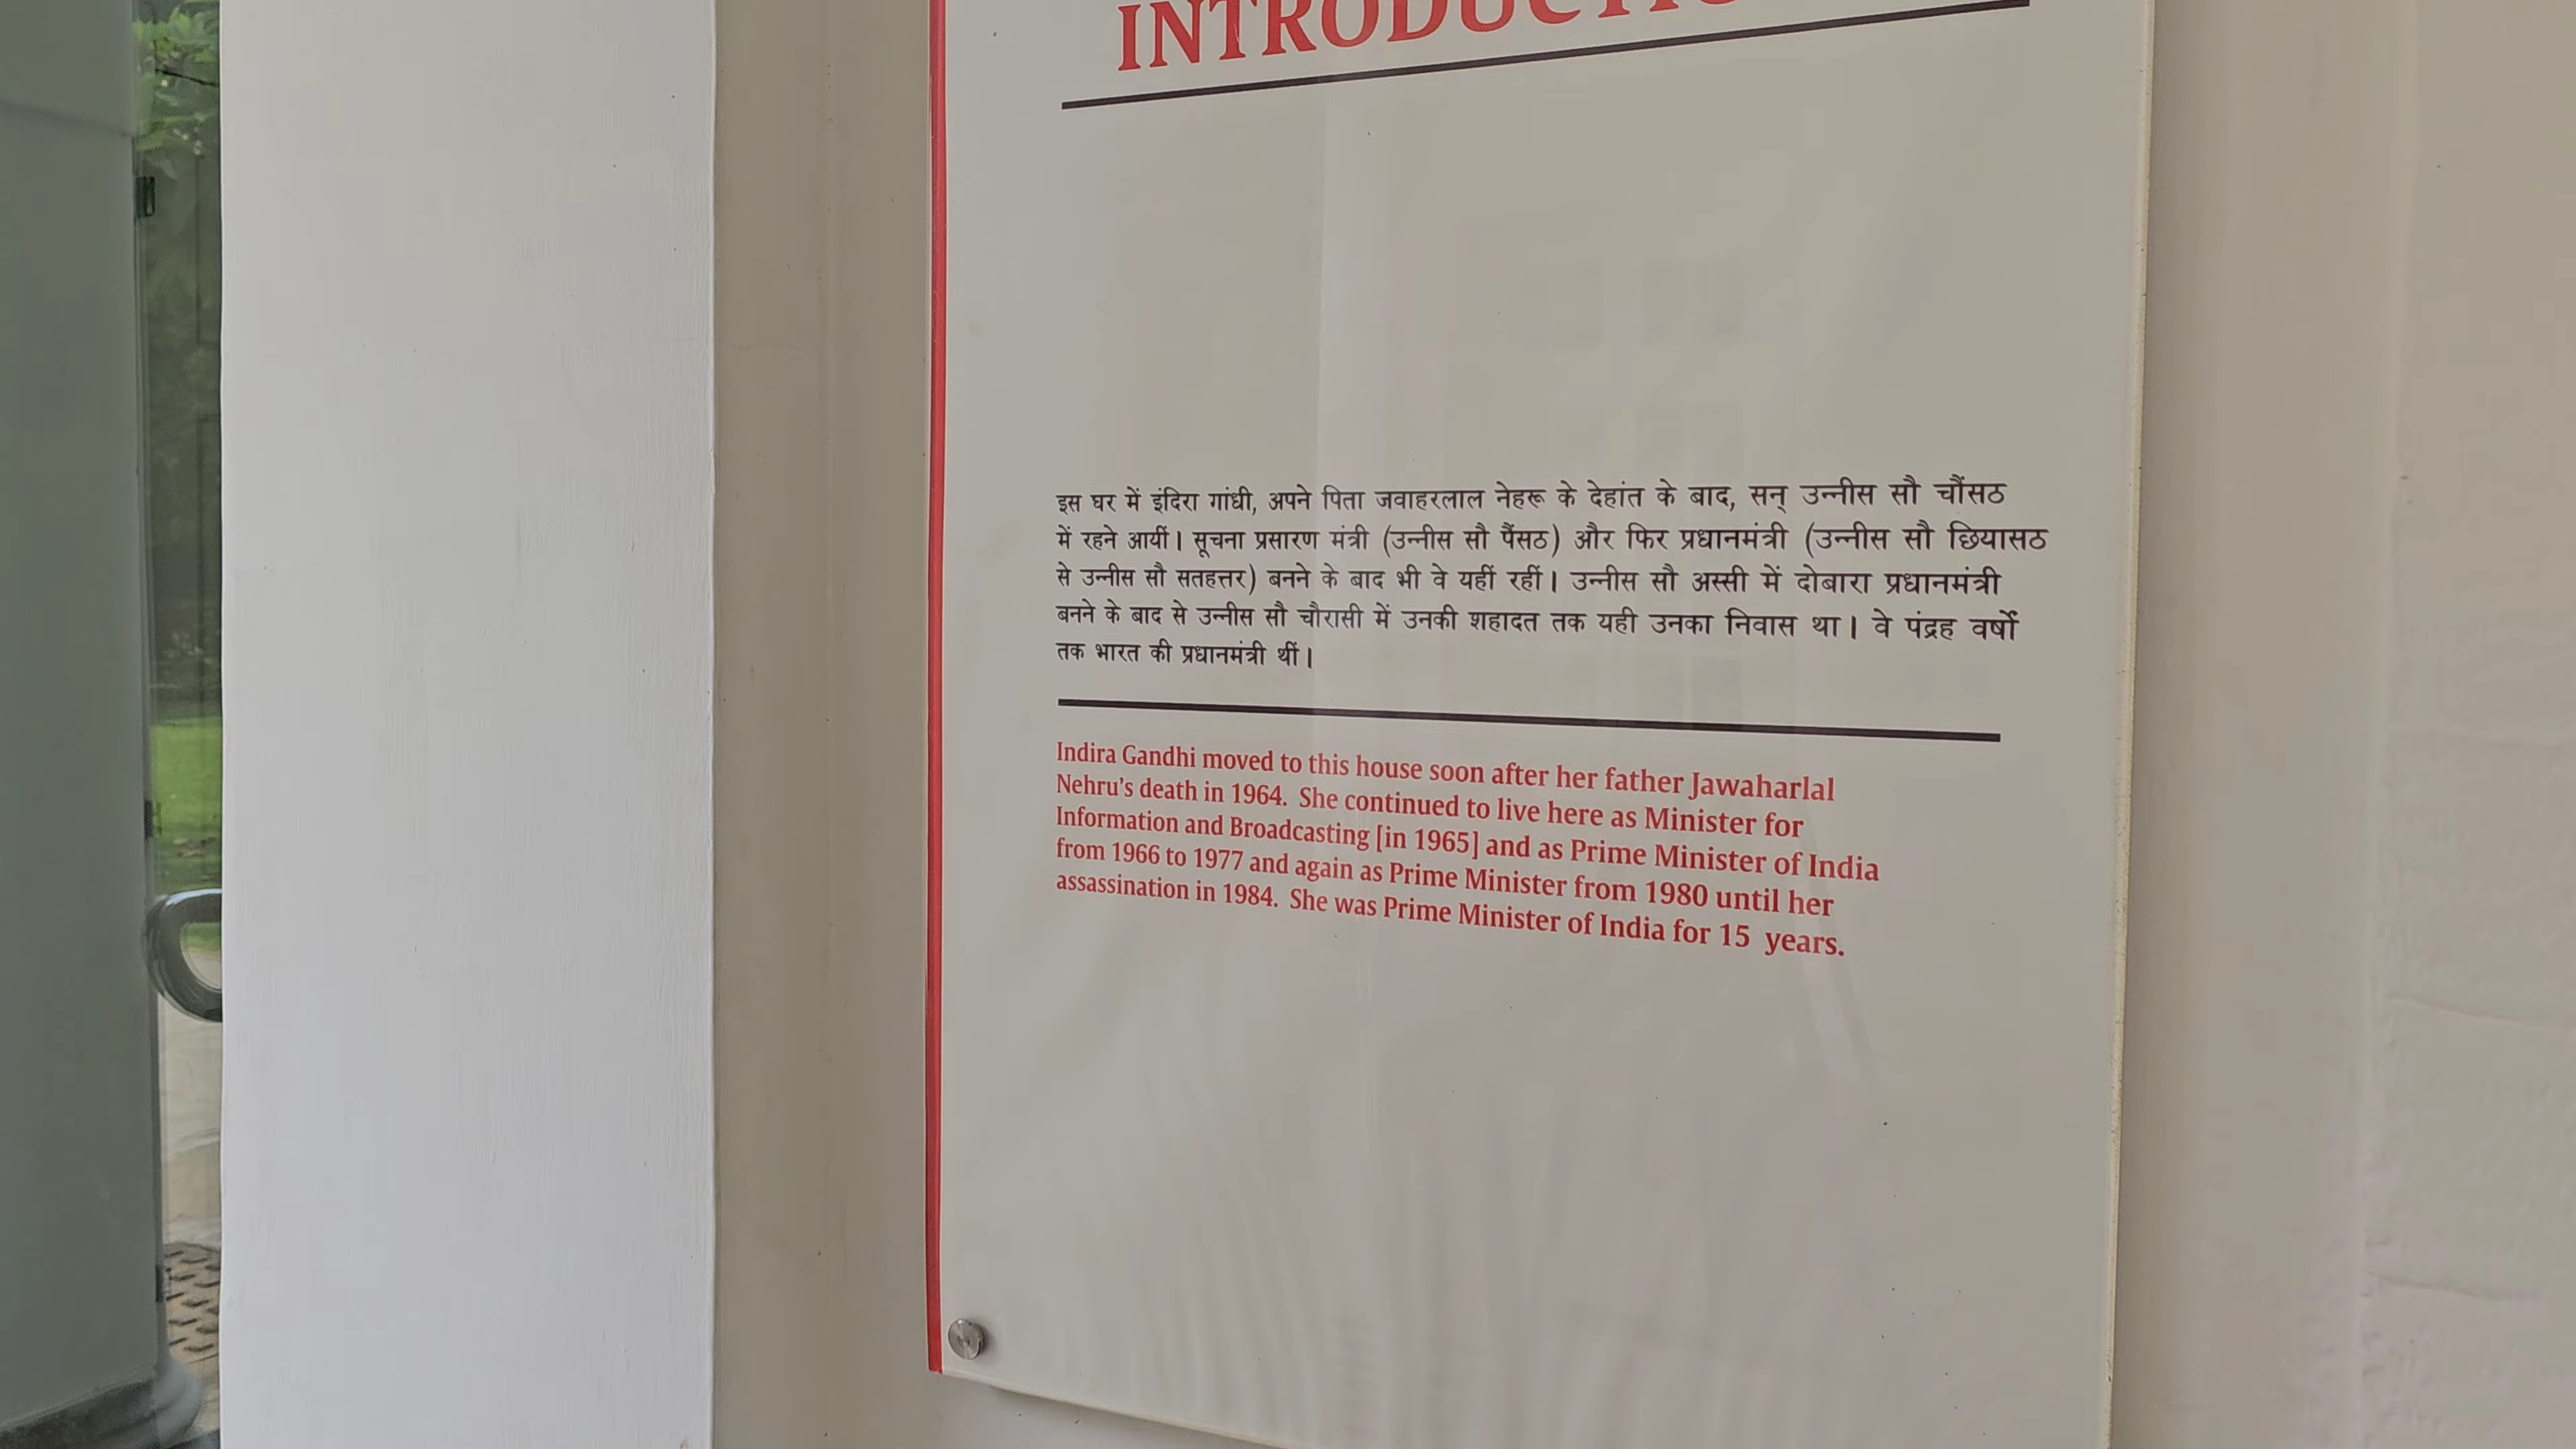 INTRODUCTIO
इस घर में इंदिरा गांधी, अपने पिता जवाहरलाल नेहरू के देहांत के बाद, सन् उन्नीस सौ चौंसठ
में रहने आयीं। सूचना प्रसारण मंत्री (उन्नीस सौ पैंसठ) और फिर प्रधानमंत्री (उन्नीस सौ छियासठ
से उन्नीस सौ सतहत्तर) बनने के बाद भी वे यहीं रहीं। उन्नीस सौ अस्सी में दोबारा प्रधानमंत्री
बनने के बाद से उन्नीस सौ चौरासी में उनकी शहादत तक यही उनका निवास था। वे पंद्रह वर्षों
तक भारत की प्रधानमंत्री थीं।
Indira Gandhi moved to this house soon after her father Jawaharlal
Nehru's death in 1964. She continued to live here as Minister for
Information and Broadcasting [in 1965] and as Prime Minister of India
from 1966 to 1977 and again as Prime Minister from 1980 until her
assassination in 1984. She was Prime Minister of India for 15 years.